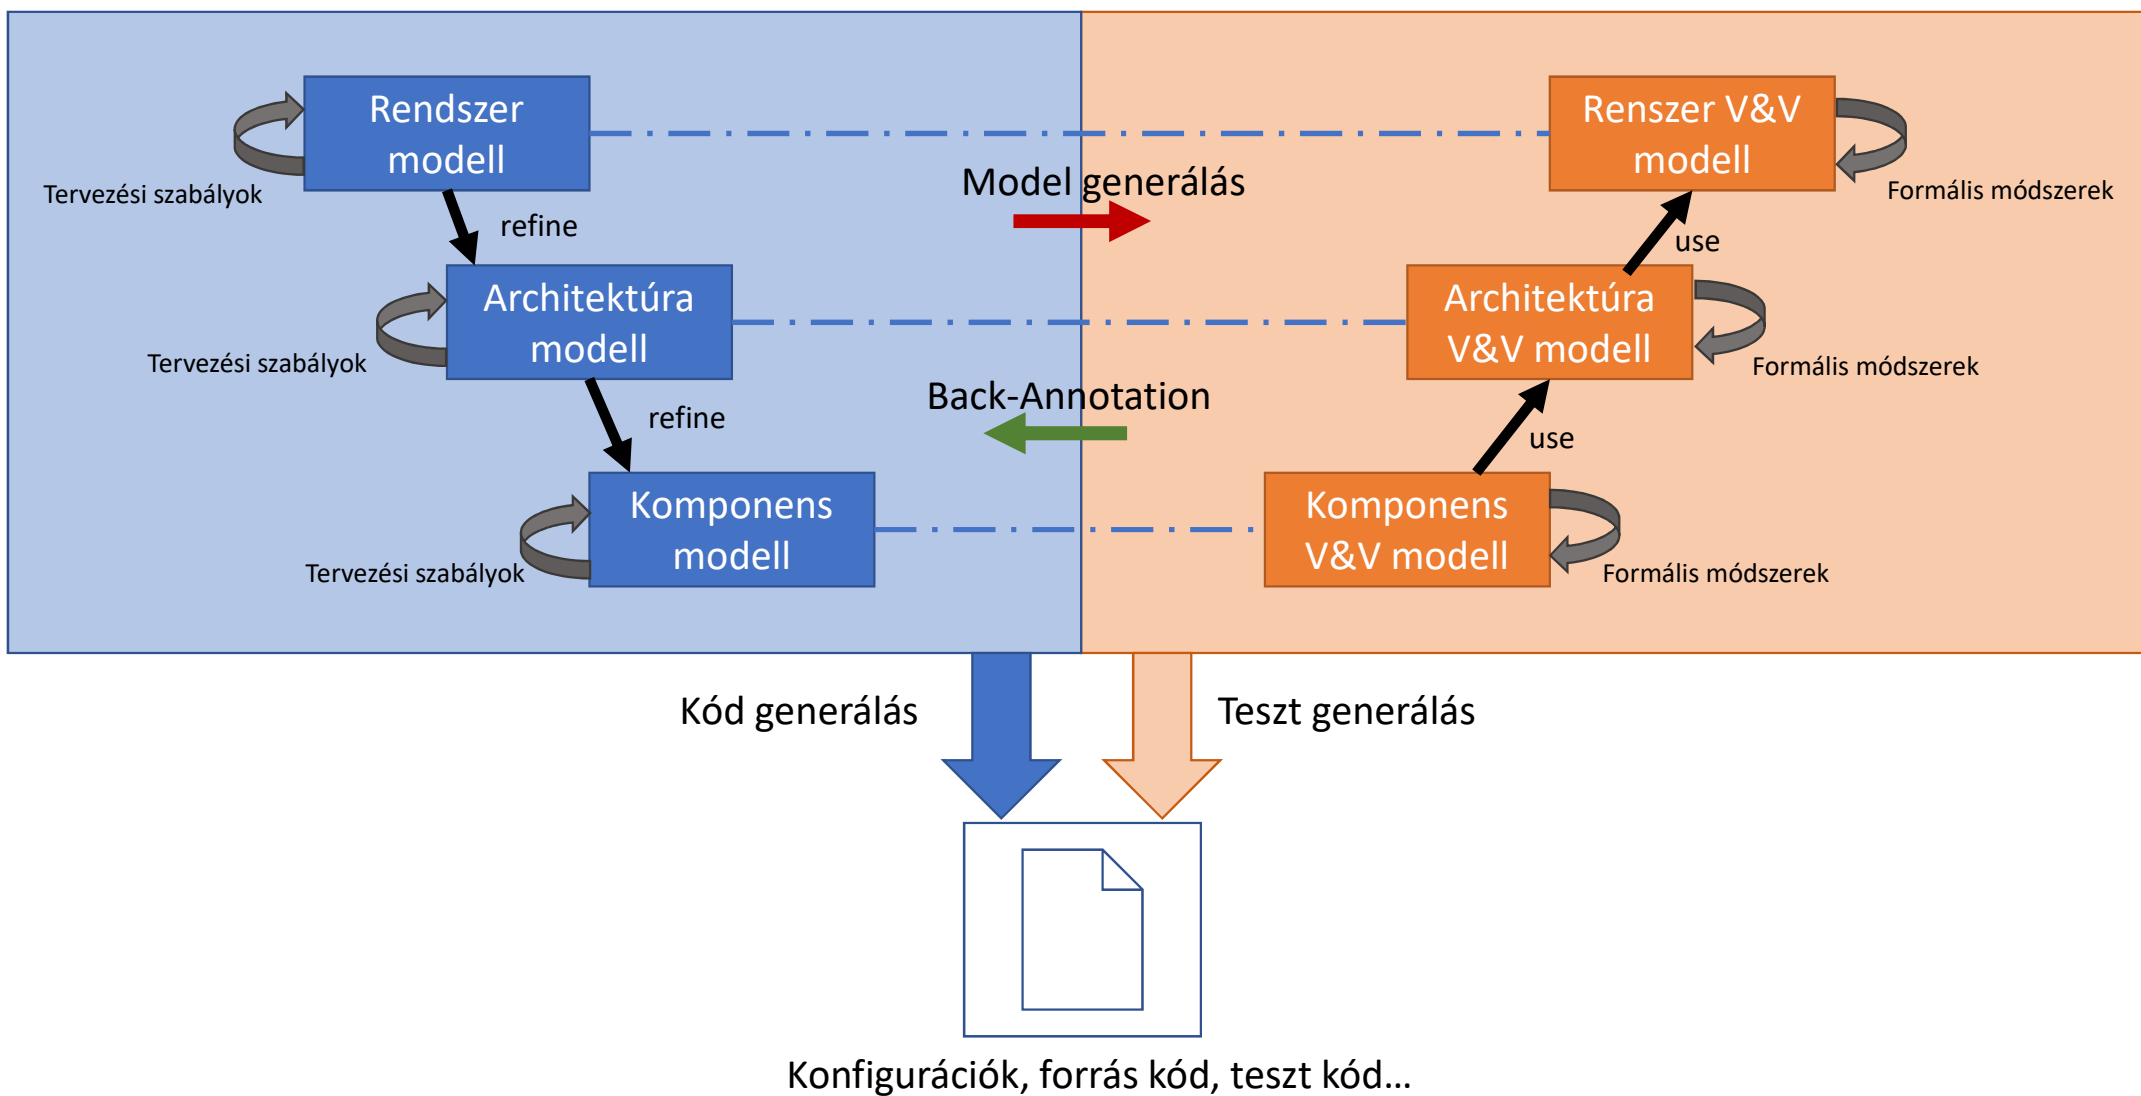 Rendszer
modell
Renszer V&V
modell
Tervezési szabályok
Model generálás
Formális módszerek
refine
use
Architektúra
modell
Architektúra
V&V modell
Tervezési szabályok
Formális módszerek
Back-Annotation
refine
use
Komponens
modell
Komponens
V&V modell
Tervezési szabályok
Formális módszerek
Kód generálás
Teszt generálás
Konfigurációk, forrás kód, teszt kód...